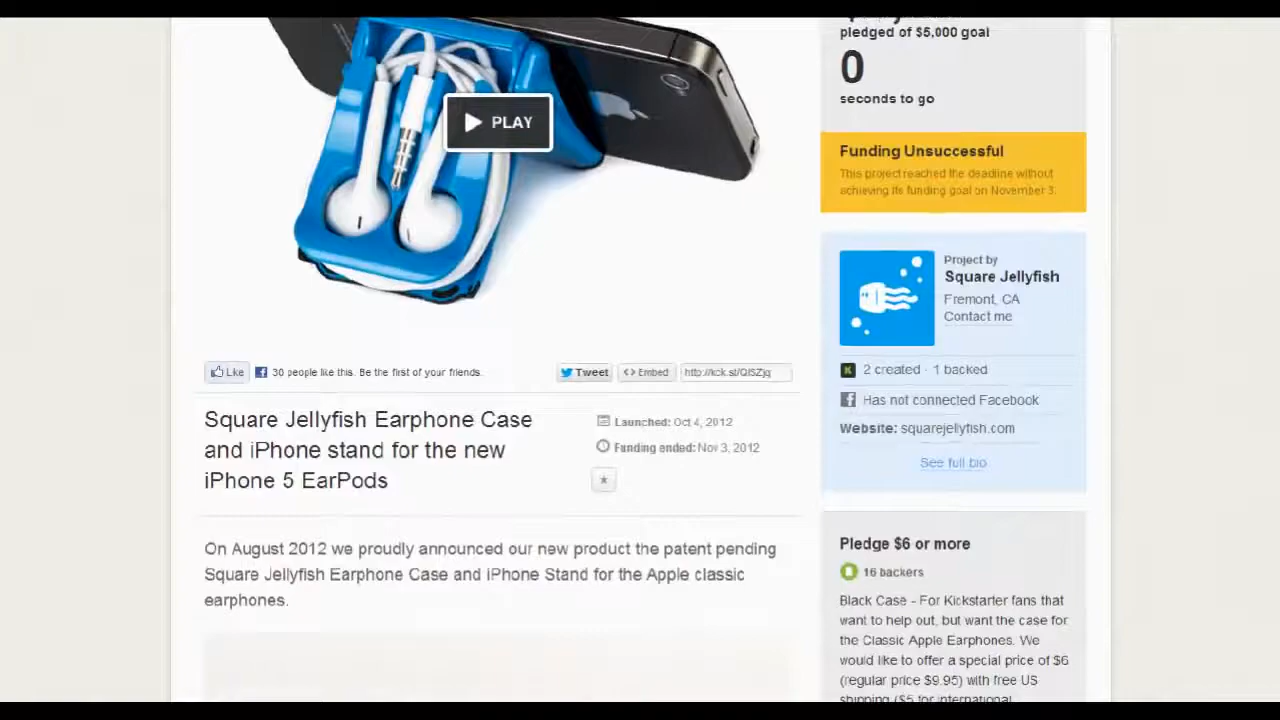 pledged of $5,000 goal
0
seconds to go
PLAY
Funding Unsuccessful
This project reached the deadline without
achieving its funding goal on November 3.
Project by
Square Jellyfish
Fremont, CA
Contact me
2 created · 1 backed
Has not connected Facebook
Website: squarejellyfish.com
See full bio
Like
30 people like this. Be the first of your friends.
Tweet
<> Embed
Square Jellyfish Earphone Case
and iPhone stand for the new
iPhone 5 EarPods
Launched: Oct 4, 2012
Funding ended: Nov 3, 2012
On August 2012 we proudly announced our new product the patent pending
Square Jellyfish Earphone Case and iPhone Stand for the Apple classic
earphones.
Pledge $6 or more
16 backers
Black Case - For Kickstarter fans that
want to help out, but want the case for
the Classic Apple Earphones. We
would like to offer a special price of $6
(regular price $9.95) with free US
shipping ($5 for international